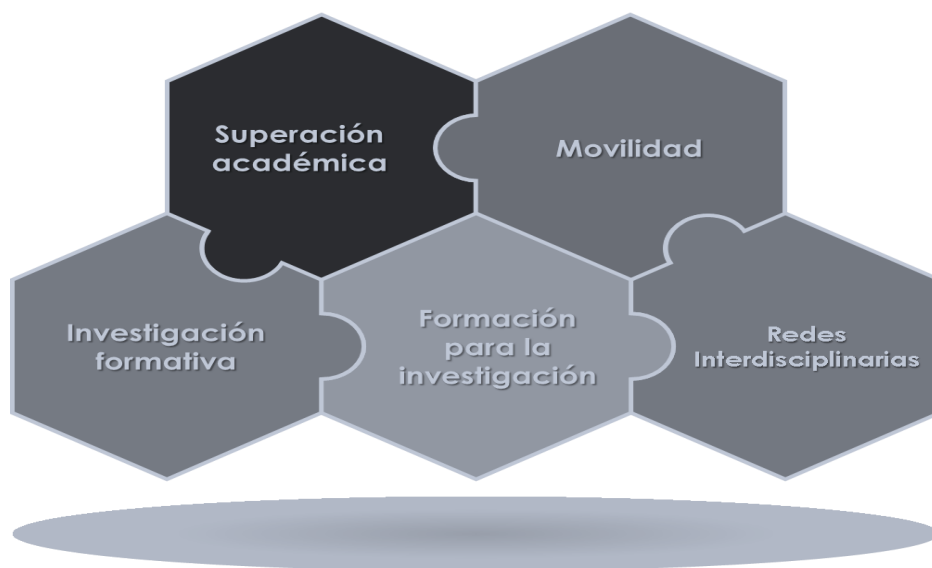 Superación
académica
Movilidad
Investigación
formativa
Formación
para la
investigación
Redes
Interdisciplinarias